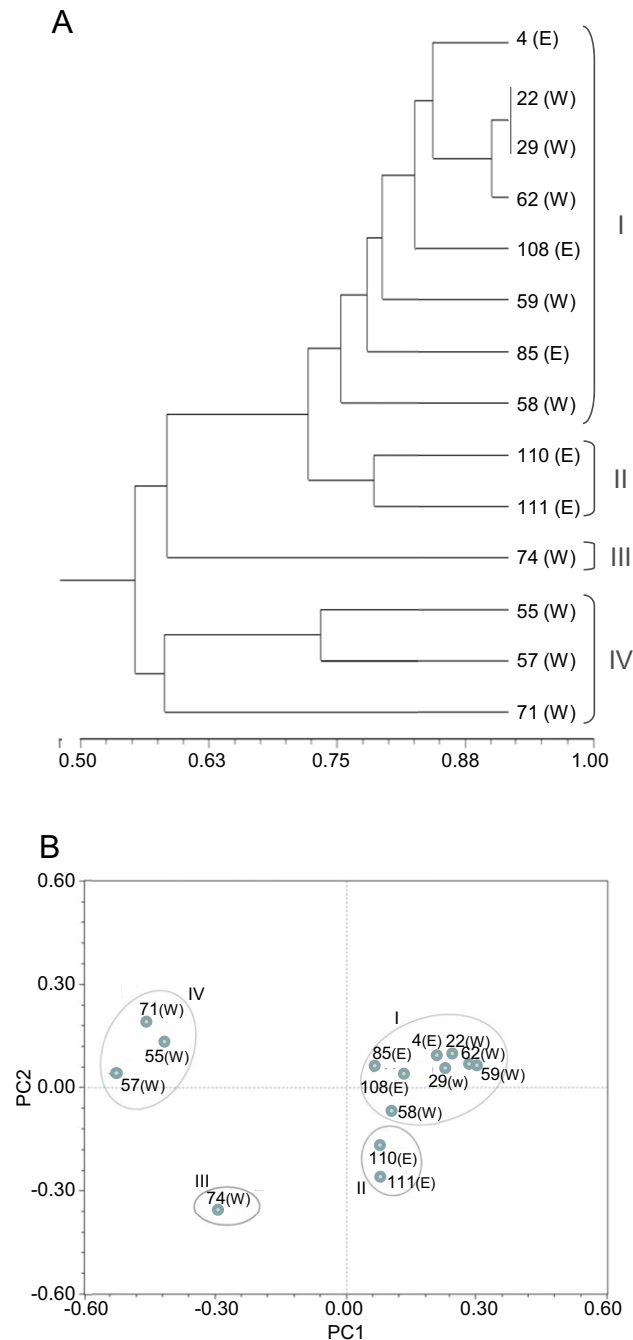 A
4 (E)
22 (W)
29 (W)
62 (W)
108 (E)
59 (W)
85 (E)
58 (W)
I
110 (E)
111 (E)
II
74 (W)
III
55 (W)
57 (W)
71 (W)
IV
0.50 0.63 0.75 0.88 1.00
B
0.60
0.30
0.00
-0.30
-0.60
PC2
IV
71(W)
55(W)
57(W)
I
4(E) 22(W)
85(E) 62(W)
108(E) 29(w) 59(W)
58(W)
110(E)
111(E)
II
III
74(W)
-0.60 -0.30 0.00 0.30 0.60
PC1